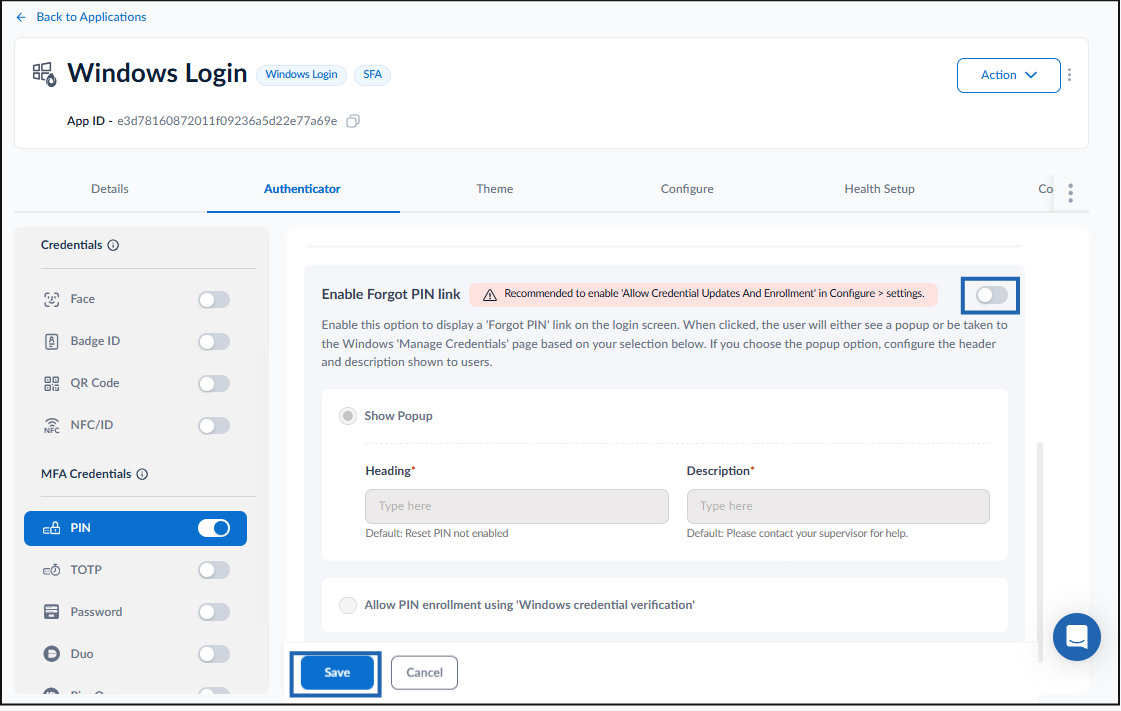 Back to Applications
Windows Login
Windows Login
SFA
Action
App ID - e3d78160872011f09236a5d22e77a69e
Details
Authenticator
Theme
Configure
Health Setup
Co
Credentials
Face
Badge ID
QR Code
NFC/ID
MFA Credentials
PIN
TOTP
Password
Duo
Enable Forgot PIN link
Recommended to enable 'Allow Credential Updates And Enrollment' in Configure > settings.
Enable this option to display a 'Forgot PIN' link on the login screen. When clicked, the user will either see a popup or be taken to
the Windows 'Manage Credentials' page based on your selection below. If you choose the popup option, configure the header
and description shown to users.
Show Popup
Heading*
Description*
Type here
Type here
Default: Reset PIN not enabled
Default: Please contact your supervisor for help.
Allow PIN enrollment using 'Windows credential verification'
Save
Cancel